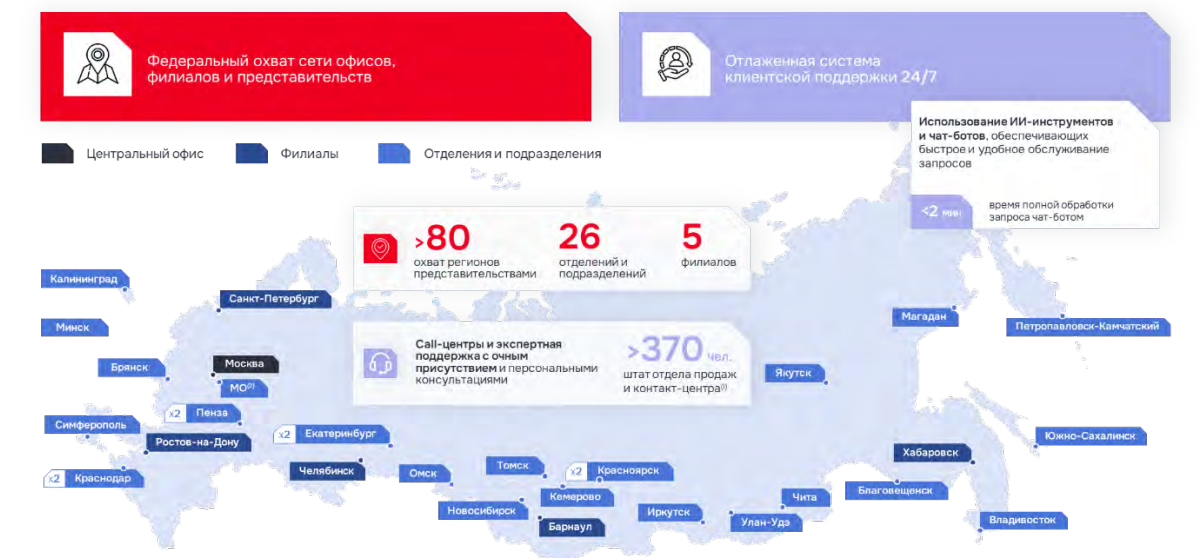 Федеральный охват сети офисов,
филиалов и представительств
Отлаженная система
клиентской поддержки 24/7
Использование ИИ-инструментов
и чат-ботов, обеспечивающих
быстрое и удобное обслуживание
запросов
<2 мин
время полной обработки
запроса чат-ботом
Центральный офис
Филиалы
Отделения и подразделения
>80
охват регионов
представительствами
26
отделений и
подразделений
5
филиалов
Call-центры и экспертная
поддержка с очным
присутствием и персональными
консультациями
>370 чел.
штат отдела продаж
и контакт-центра⁽¹⁾
Калининград
Санкт-Петербург
Минск
Брянск
Москва
МО⁽²⁾
x2 Пенза
Симферополь
Ростов-на-Дону
x2 Екатеринбург
x2 Краснодар
Челябинск
Омск
Томск
x2 Красноярск
Кемерово
Новосибирск
Барнаул
Иркутск
Улан-Удэ
Чита
Благовещенск
Хабаровск
Владивосток
Южно-Сахалинск
Якутск
Магадан
Петропавловск-Камчатский